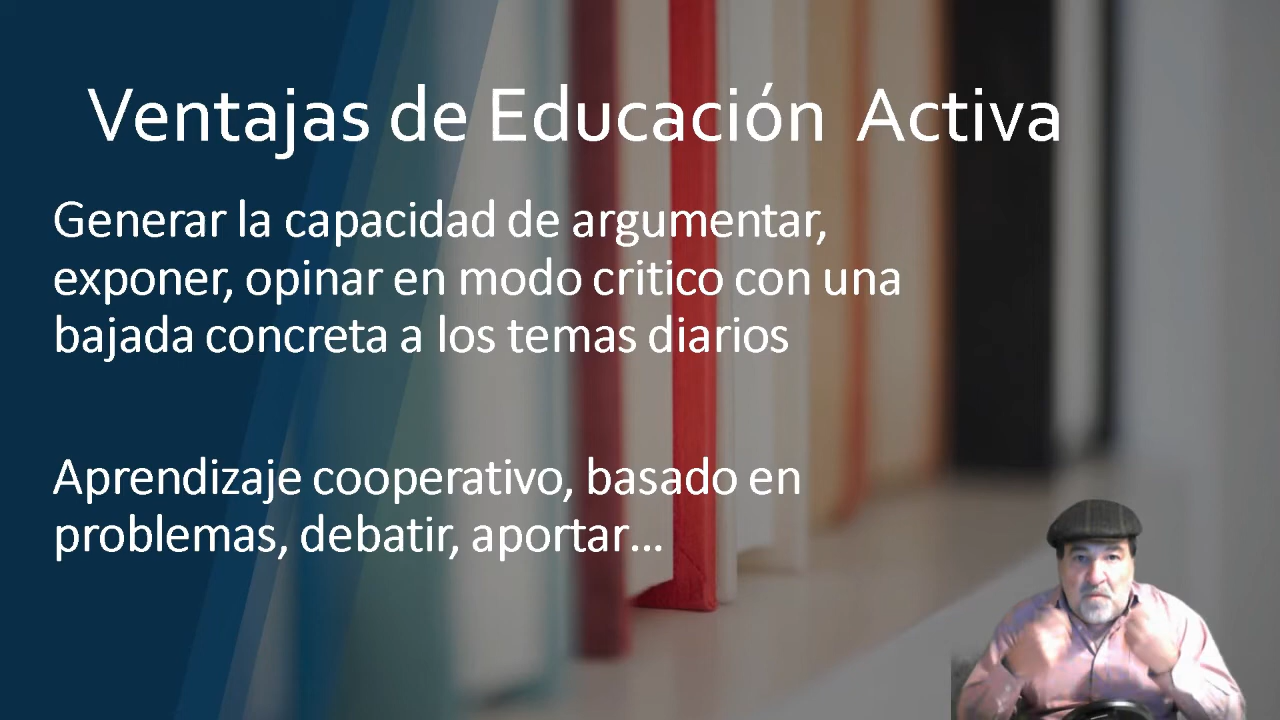 Ventajas de Educación Activa
Generar la capacidad de argumentar,
exponer, opinar en modo critico con una
bajada concreta a los temas diarios
Aprendizaje cooperativo, basado en
problemas, debatir, aportar...